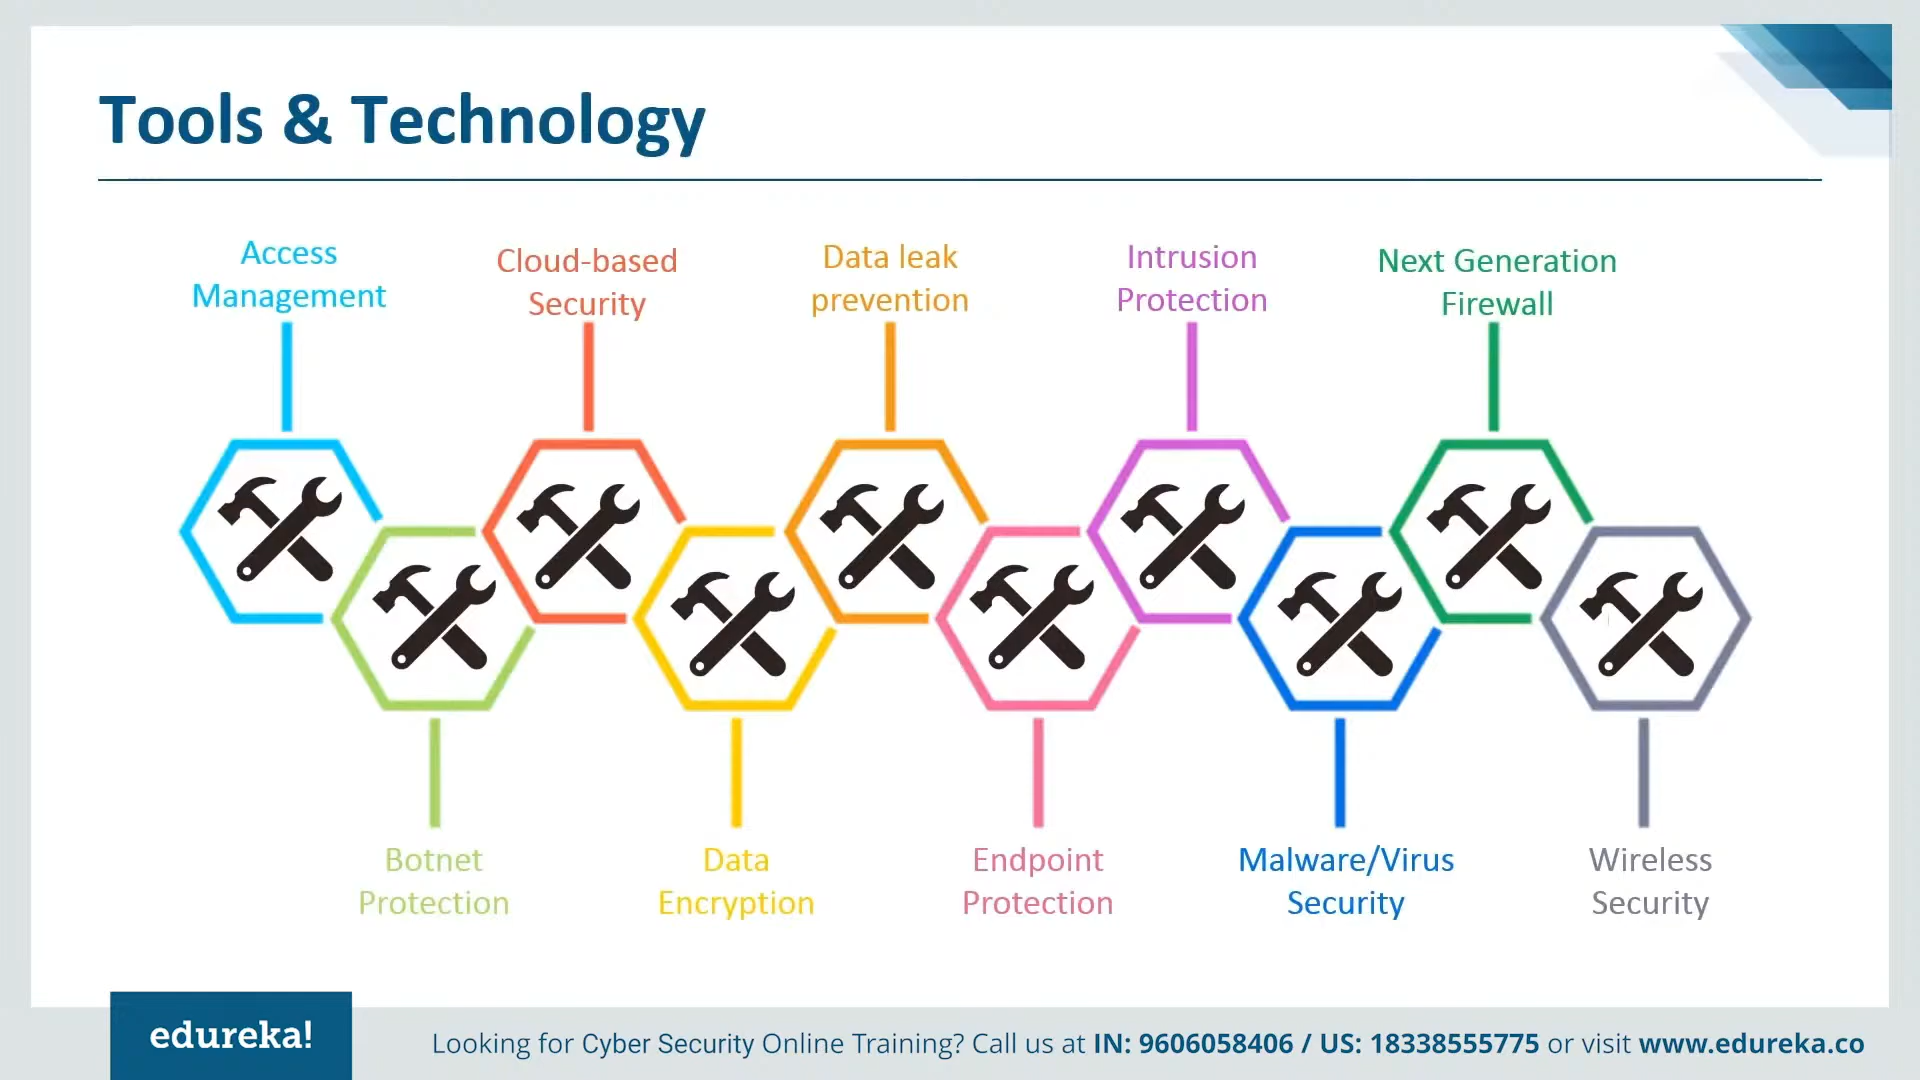 Tools & Technology
Access
Management
Cloud-based
Security
Data leak
prevention
Intrusion
Protection
Next Generation
Firewall
Botnet
Protection
Data
Encryption
Endpoint
Protection
Malware/Virus
Security
Wireless
Security
edureka!
Looking for Cyber Security Online Training? Call us at IN: 9606058406 / US: 18338555775 or visit www.edureka.co